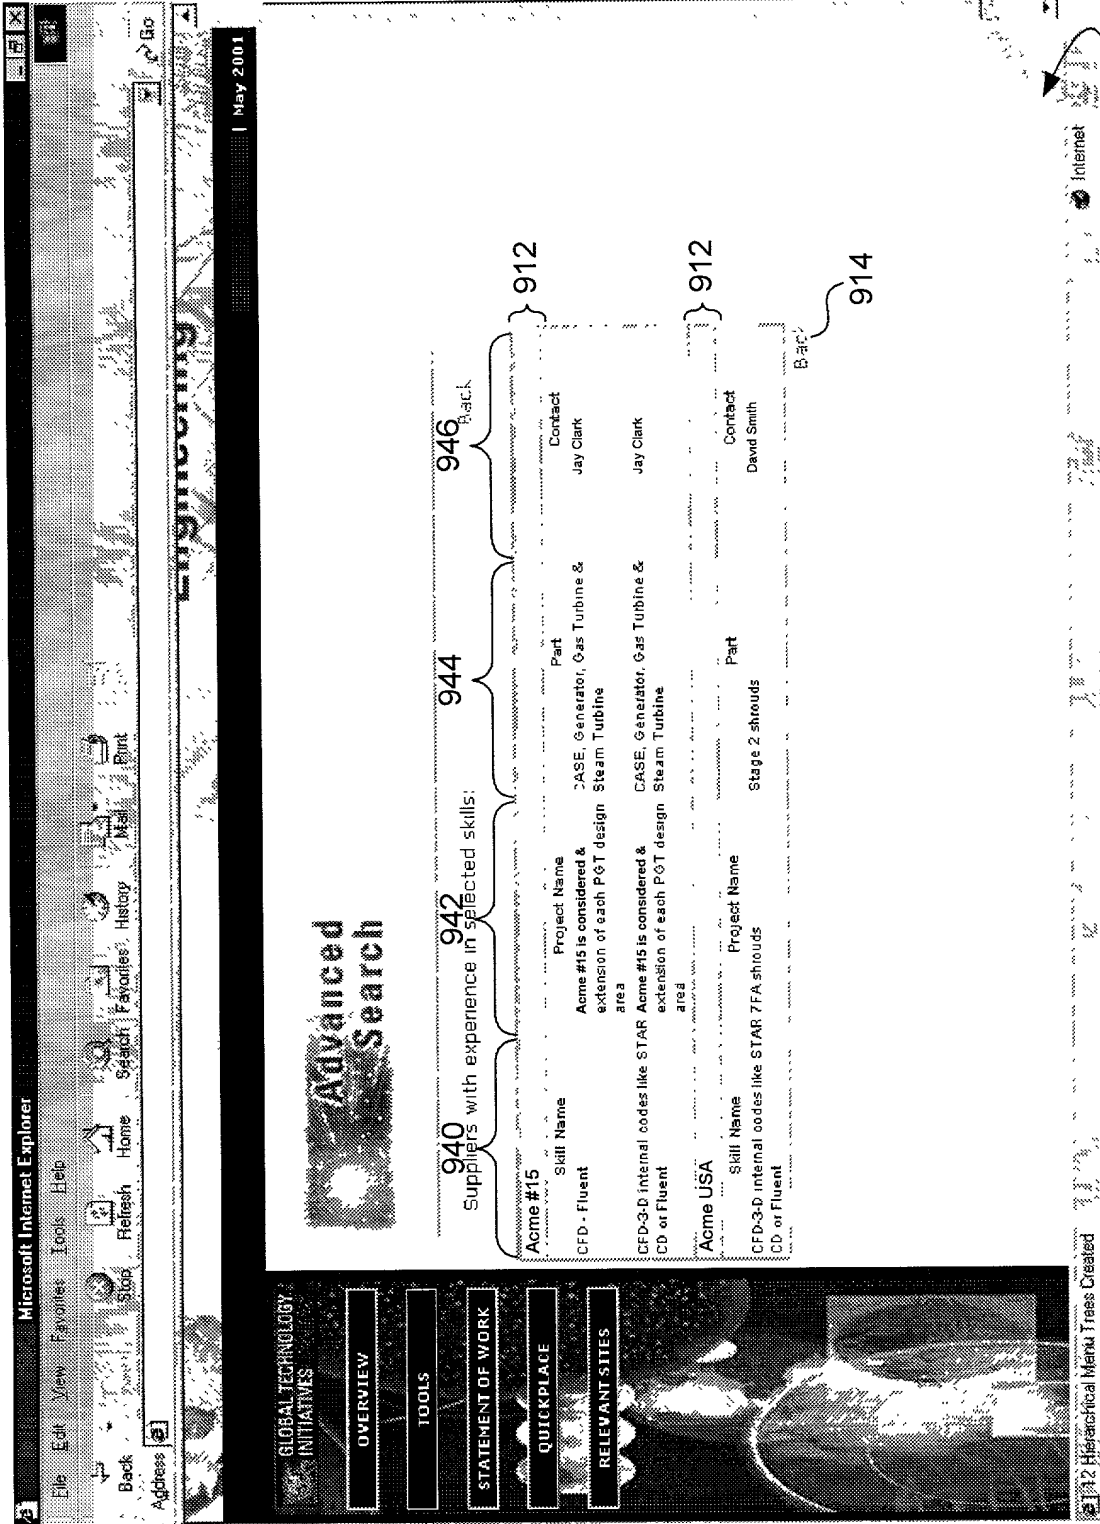 Microsoft Internet Explorer
File Edit View Favorites Tools Help
Back Stop Refresh Home Search Favorites History Mail Print
Address Go
Engineering
May 2001
GLOBAL TECHNOLOGY
INITIATIVES
OVERVIEW
TOOLS
STATEMENT OF WORK
QUICKPLACE
RELEVANT SITES
Advanced
Search
940 942 944 946
Back
Suppliers with experience in selected skills:
Acme #15 912
Skill Name Project Name Part Contact
CFD - Fluent Acme #15 is considered & CASE, Generator, Gas Turbine & Jay Clark
extension of each PGT design Steam Turbine
area
CFD-3-D internal codes like STAR Acme #15 is considered & CASE, Generator, Gas Turbine & Jay Clark
CD or Fluent extension of each PGT design Steam Turbine
area
Acme USA 912
Skill Name Project Name Part Contact
CFD-3-D internal codes like STAR 7FA shrouds Stage 2 shrouds David Smith
CD or Fluent
Back
914
12 Hierarchical Menu Trees Created Internet